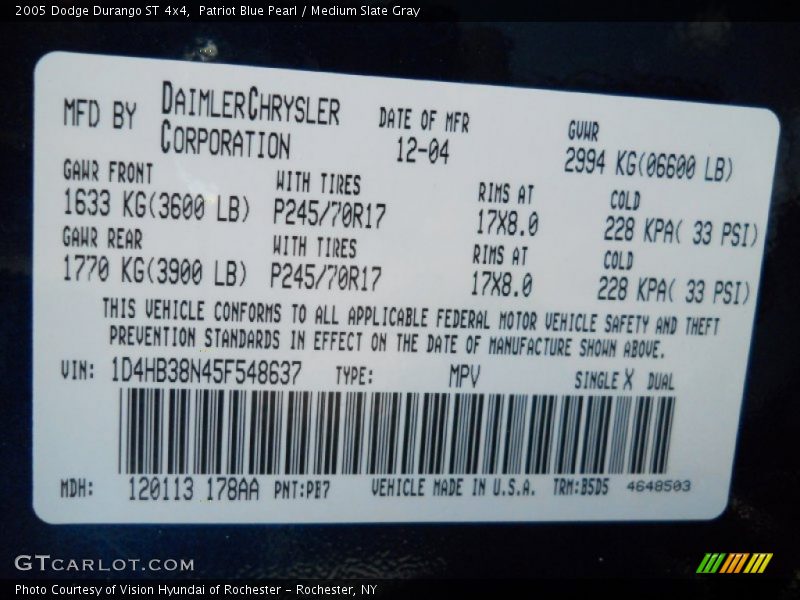 2005 Dodge Durango ST 4x4, Patriot Blue Pearl / Medium Slate Gray
MFD BY DAIMLERCHRYSLER CORPORATION DATE OF MFR 12-04 GVWR 2994 KG(06600 LB)
GAWR FRONT WITH TIRES RIMS AT COLD
1633 KG(3600 LB) P245/70R17 17X8.0 228 KPA( 33 PSI)
GAWR REAR WITH TIRES RIMS AT COLD
1770 KG(3900 LB) P245/70R17 17X8.0 228 KPA( 33 PSI)
THIS VEHICLE CONFORMS TO ALL APPLICABLE FEDERAL MOTOR VEHICLE SAFETY AND THEFT
PREVENTION STANDARDS IN EFFECT ON THE DATE OF MANUFACTURE SHOWN ABOVE.
VIN: 1D4HB38N45F548637 TYPE: MPV SINGLE X DUAL
MDH: 120113 178AA PNT:PB7 VEHICLE MADE IN U.S.A. TRM:B5D5 4648503
GTCARLOT.COM
Photo Courtesy of Vision Hyundai of Rochester - Rochester, NY